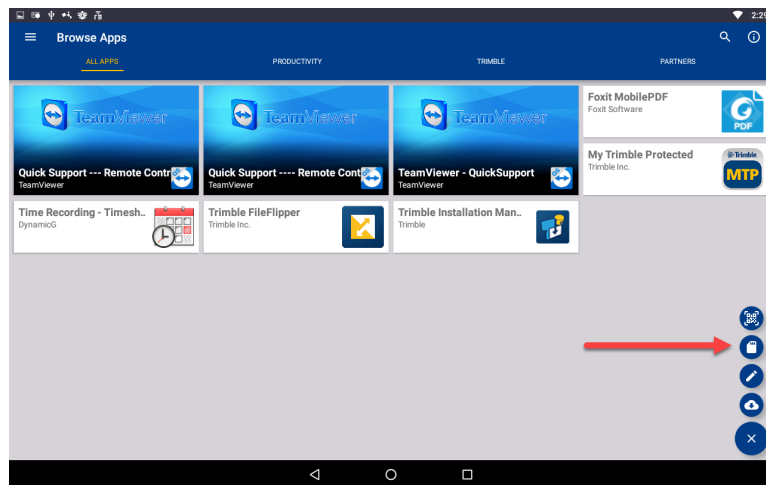 2:29
Browse Apps
ALL APPS
PRODUCTIVITY
TRIMBLE
PARTNERS
TeamViewer
Quick Support --- Remote Contr
TeamViewer
TeamViewer
Quick Support ---- Remote Cont
TeamViewer
TeamViewer
TeamViewer - QuickSupport
TeamViewer
Foxit MobilePDF
Foxit Software
PDF
My Trimble Protected
Trimble Inc.
Trimble
MTP
Time Recording - Timesh..
DynamicG
Trimble FileFlipper
Trimble Inc.
Trimble Installation Man..
Trimble